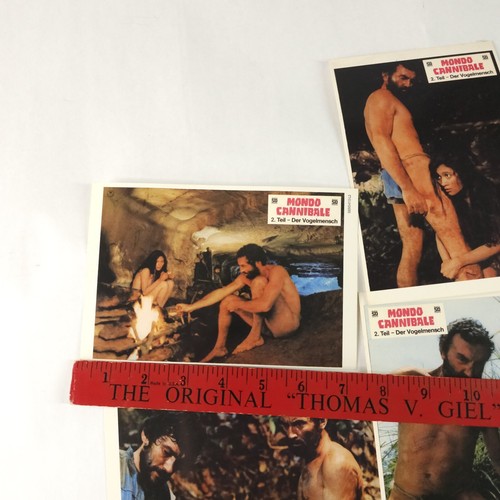 MONDO
CANNIBALE
2. Teil - Der Vogelmensch
MONDO
CANNIBALE
2. Teil - Der Vogelmensch
MONDO
CANNIBALE
2. Teil - Der Vogelmensch
1 2 3 4 5 6 7 8 9 10
THE ORIGINAL "THOMAS V. GIEL"